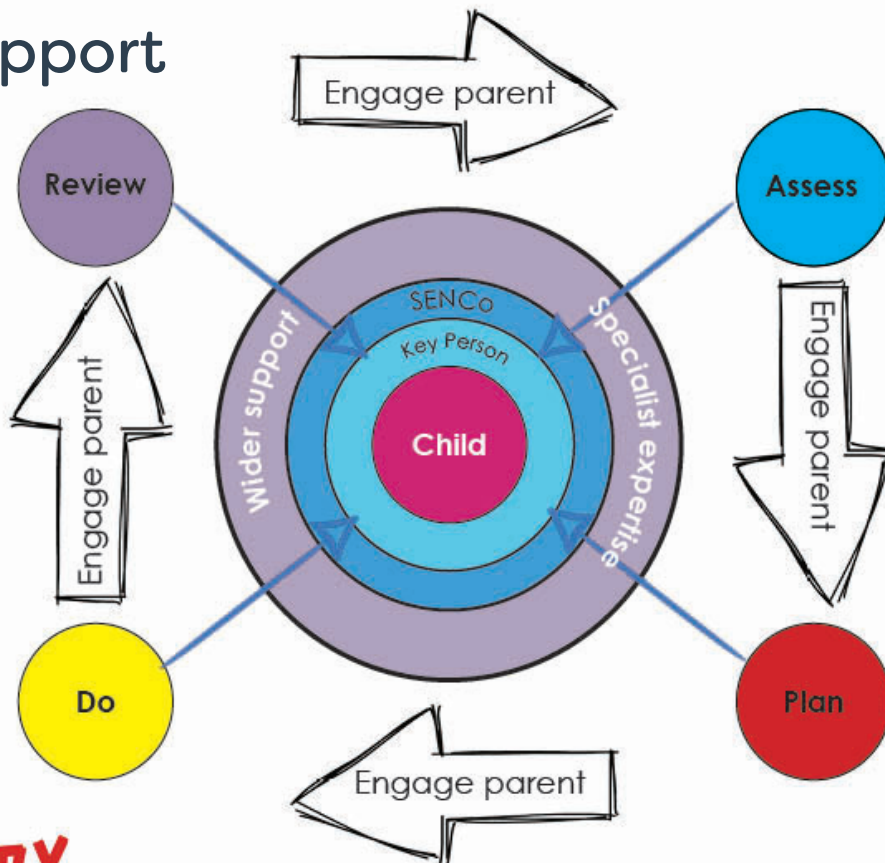 pport
Engage parent
Review
Assess
SENCo
Key Person
Wider support
Specialist expertise
Child
Engage parent
Engage parent
Do
Plan
Engage parent